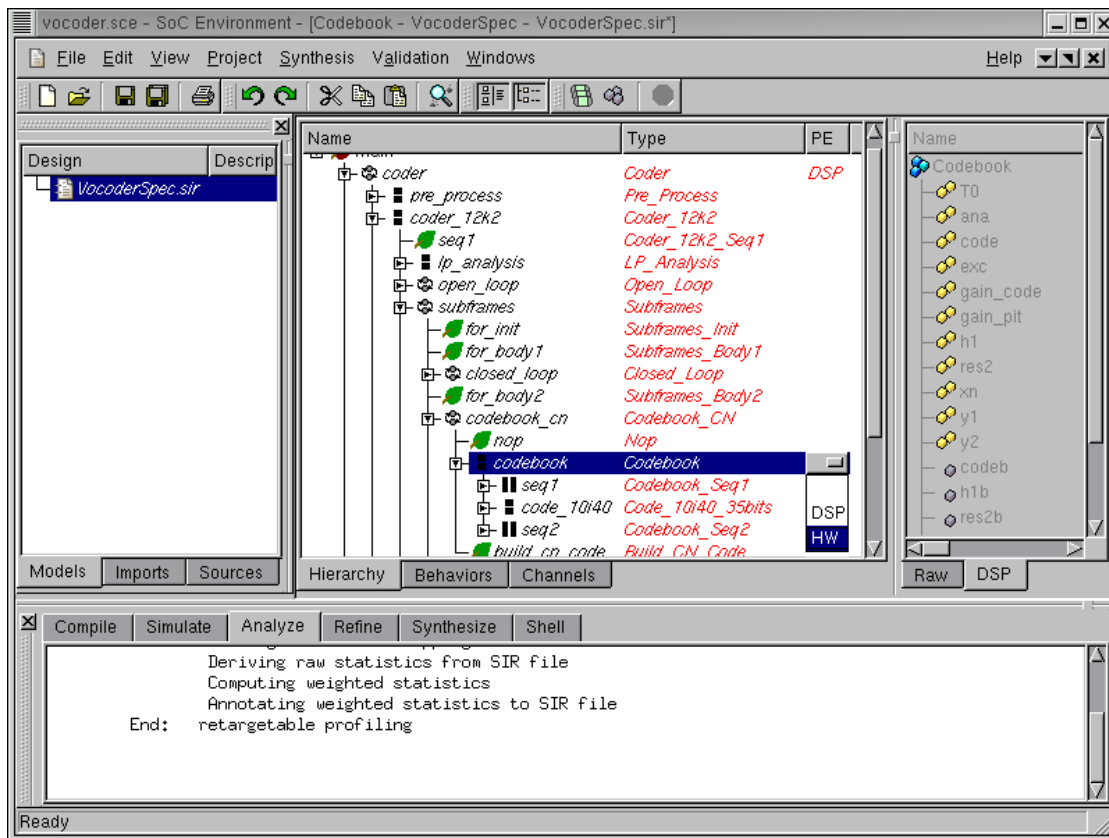 vocoder.sce - SoC Environment - [Codebook - VocoderSpec - VocoderSpec.sir*]
File Edit View Project Synthesis Validation Windows Help
Design Descrip
VocoderSpec.sir
Models Imports Sources
Name Type PE
main
coder Coder DSP
pre_process Pre_Process
coder_12k2 Coder_12k2
seq1 Coder_12k2_Seq1
lp_analysis LP_Analysis
open_loop Open_Loop
subframes Subframes
for_init Subframes_Init
for_body1 Subframes_Body1
closed_loop Closed_Loop
for_body2 Subframes_Body2
codebook_cn Codebook_CN
nop Nop
codebook Codebook
seq1 Codebook_Seq1
code_10i40 Code_10i40_35bits
seq2 Codebook_Seq2
build_cn_code Build_CN_Code
DSP
HW
Hierarchy Behaviors Channels
Name
Codebook
T0
ana
code
exc
gain_code
gain_pit
h1
res2
xn
y1
y2
codeb
h1b
res2b
Raw DSP
Compile Simulate Analyze Refine Synthesize Shell
Deriving raw statistics from SIR file
Computing weighted statistics
Annotating weighted statistics to SIR file
End: retargetable profiling
Ready